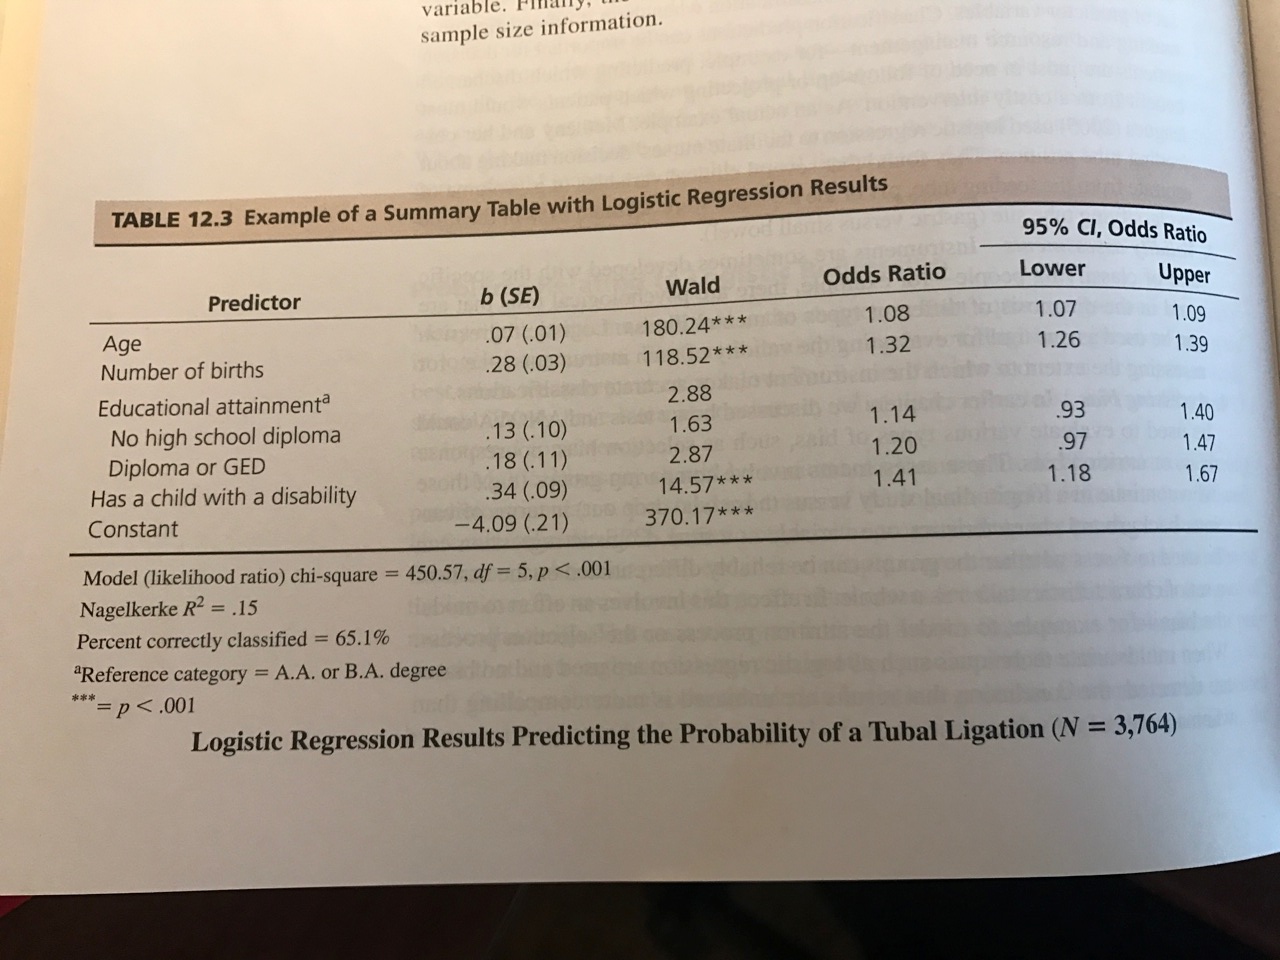 variable. Finally,
sample size information.
TABLE 12.3 Example of a Summary Table with Logistic Regression Results
95% CI, Odds Ratio
Predictor b (SE) Wald Odds Ratio Lower Upper
Age .07 (.01) 180.24*** 1.08 1.07 1.09
Number of births .28 (.03) 118.52*** 1.32 1.26 1.39
Educational attainmentᵃ 2.88
No high school diploma .13 (.10) 1.63 1.14 .93 1.40
Diploma or GED .18 (.11) 2.87 1.20 .97 1.47
Has a child with a disability .34 (.09) 14.57*** 1.41 1.18 1.67
Constant −4.09 (.21) 370.17***
Model (likelihood ratio) chi-square = 450.57, df = 5, p < .001
Nagelkerke R² = .15
Percent correctly classified = 65.1%
ᵃReference category = A.A. or B.A. degree
***= p < .001
Logistic Regression Results Predicting the Probability of a Tubal Ligation (N = 3,764)